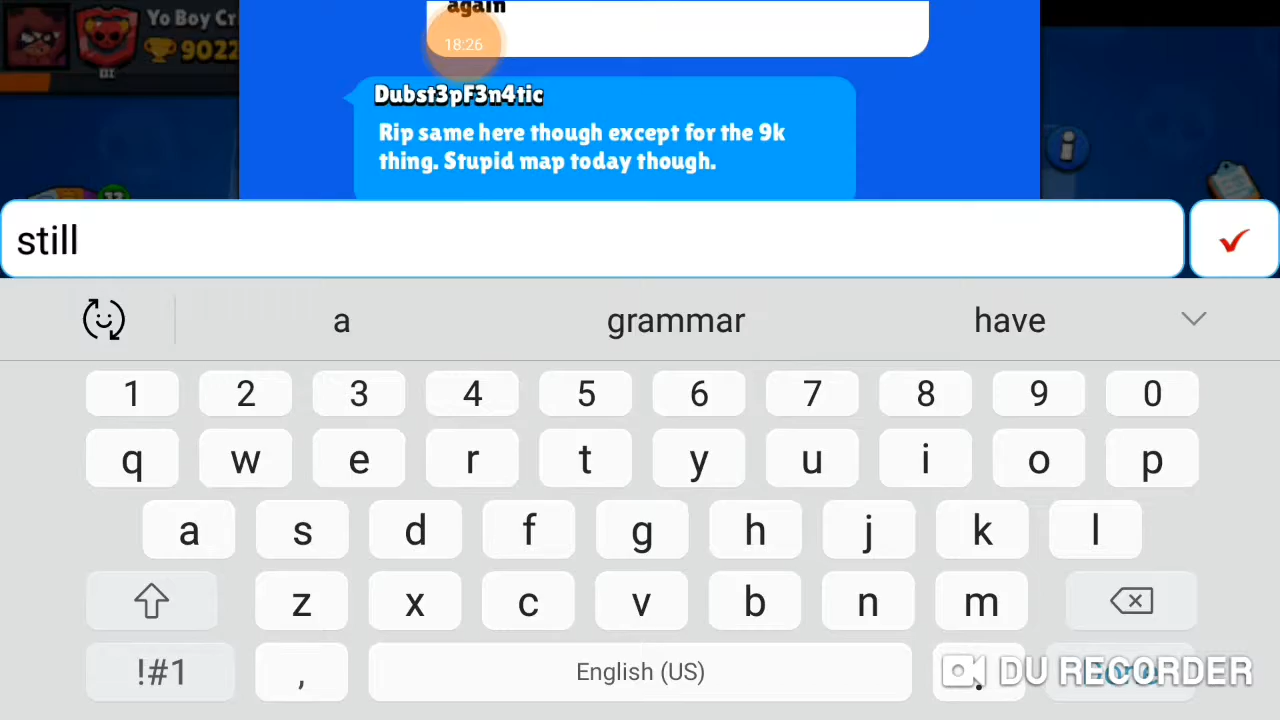 again
Yo Boy Cr
18:26
9022
III
Dubst3pF3n4tic
Rip same here though except for the 9k
thing. Stupid map today though.
still
a grammar have
1 2 3 4 5 6 7 8 9 0
q w e r t y u i o p
a s d f g h j k l
z x c v b n m
!#1 , English (US) .
DU RECORDER